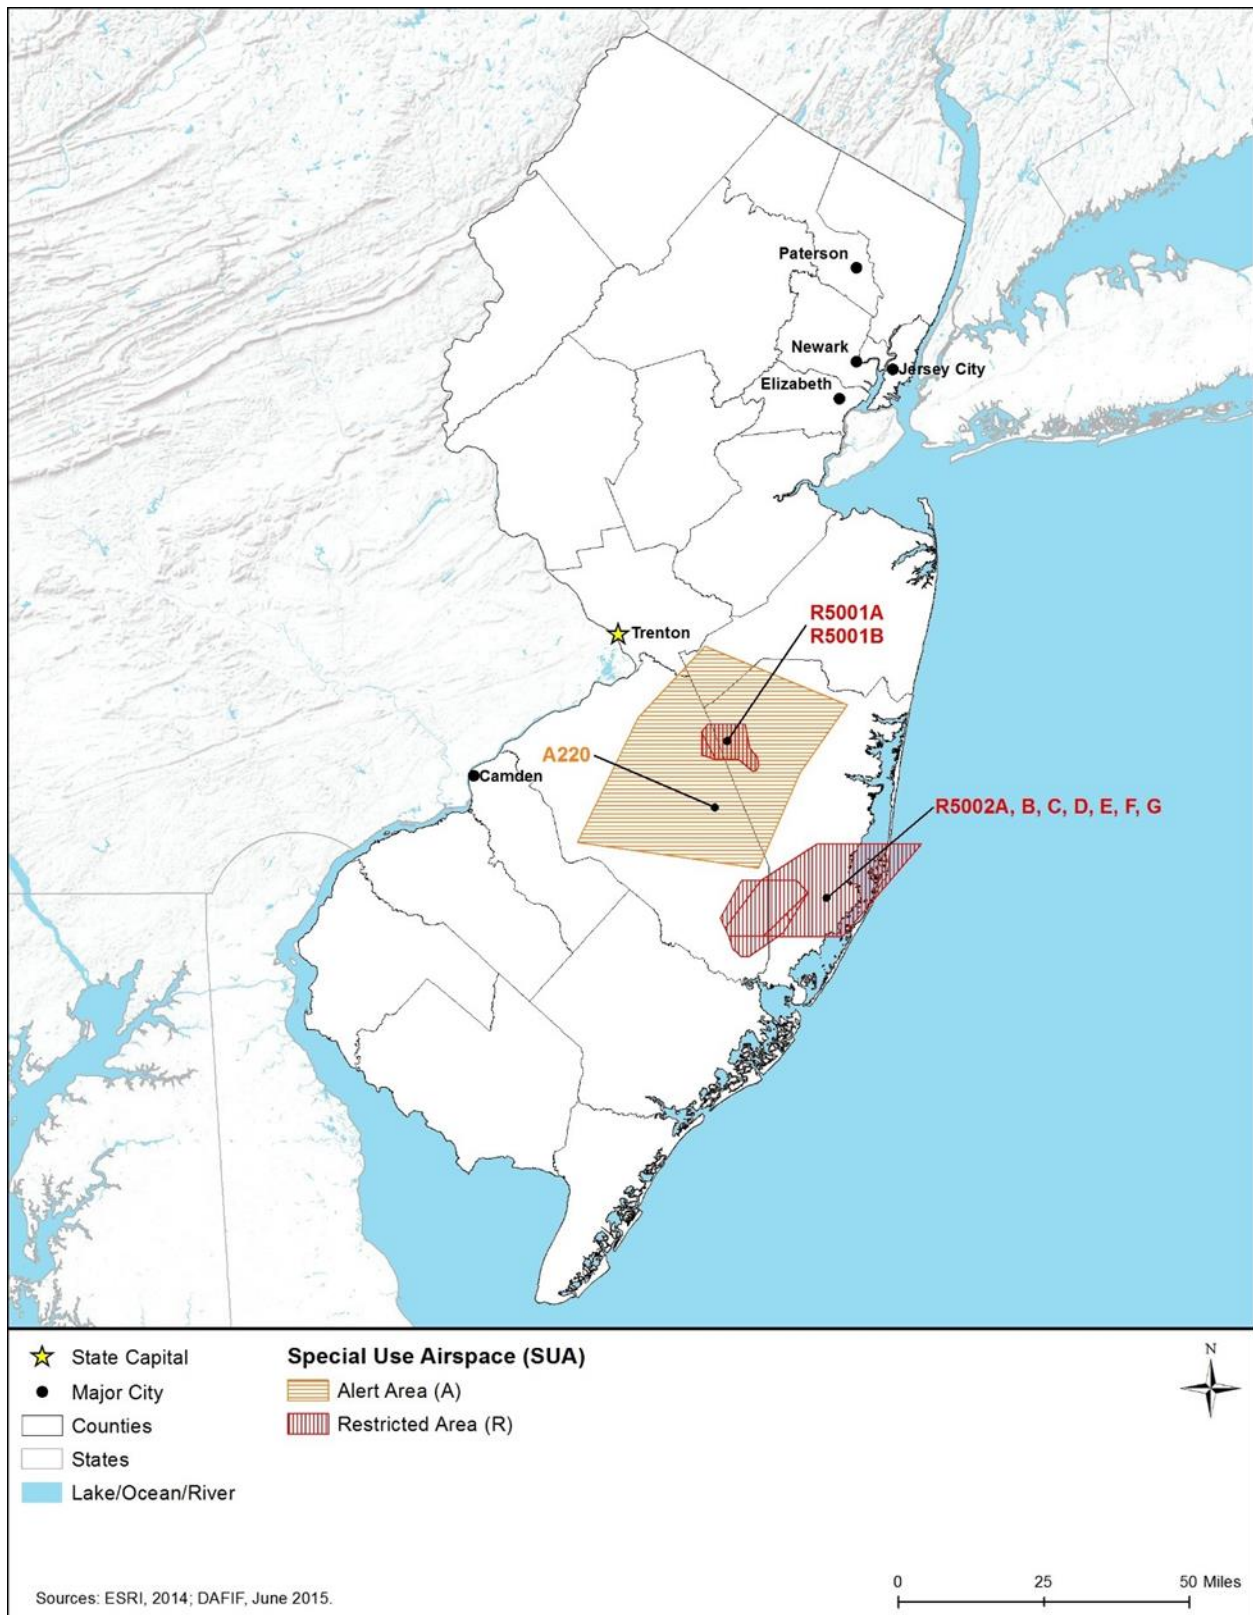 Paterson
Newark
Jersey City
Elizabeth
R5001A
R5001B
Trenton
A220
Camden
R5002A, B, C, D, E, F, G
State Capital
Major City
Counties
States
Lake/Ocean/River
Special Use Airspace (SUA)
Alert Area (A)
Restricted Area (R)
N
Sources: ESRI, 2014; DAFIF, June 2015.
0 25 50 Miles